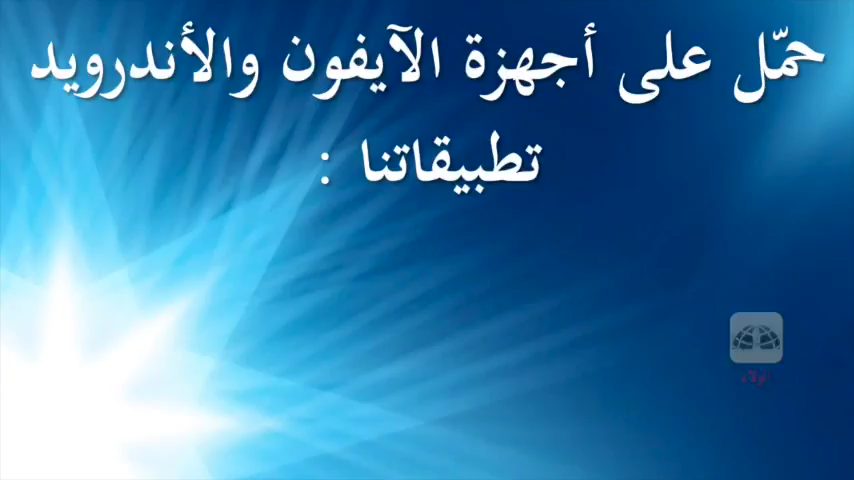 حمّل على أجهزة الآيفون والأندرويد
تطبيقاتنا :